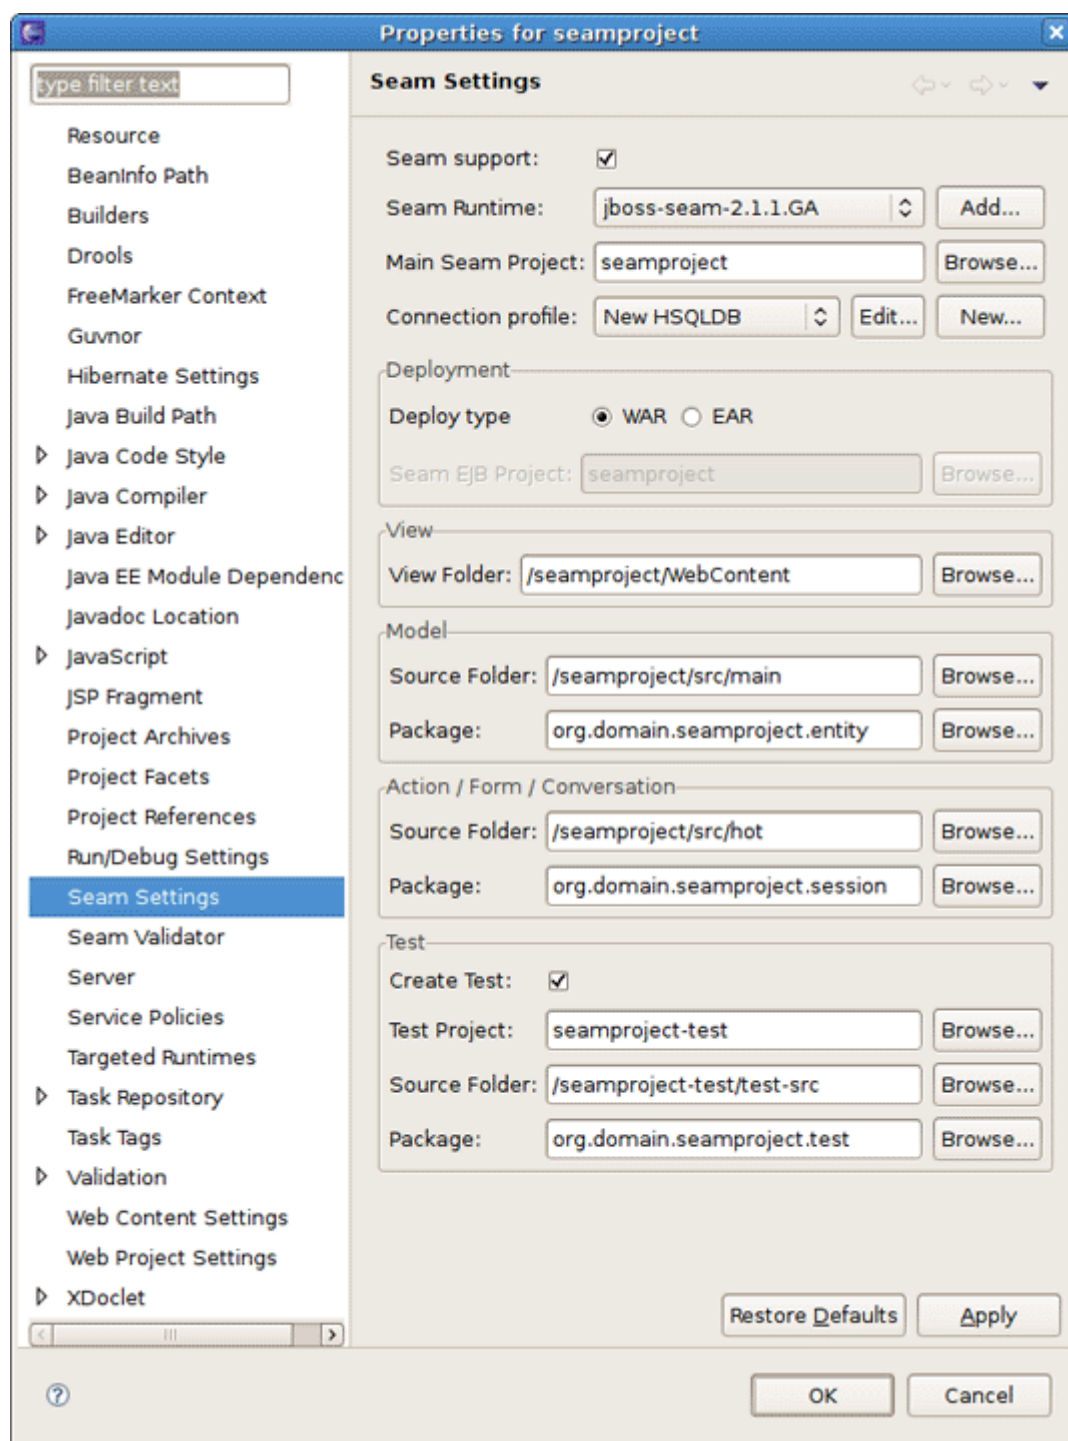 Properties for seamproject
type filter text
Resource
BeanInfo Path
Builders
Drools
FreeMarker Context
Guvnor
Hibernate Settings
Java Build Path
Java Code Style
Java Compiler
Java Editor
Java EE Module Dependenc
Javadoc Location
JavaScript
JSP Fragment
Project Archives
Project Facets
Project References
Run/Debug Settings
Seam Settings
Seam Validator
Server
Service Policies
Targeted Runtimes
Task Repository
Task Tags
Validation
Web Content Settings
Web Project Settings
XDoclet
Seam Settings
Seam support:
Seam Runtime: jboss-seam-2.1.1.GA Add...
Main Seam Project: seamproject Browse...
Connection profile: New HSQLDB Edit... New...
Deployment
Deploy type WAR EAR
Seam EJB Project: seamproject Browse...
View
View Folder: /seamproject/WebContent Browse...
Model
Source Folder: /seamproject/src/main Browse...
Package: org.domain.seamproject.entity Browse...
Action / Form / Conversation
Source Folder: /seamproject/src/hot Browse...
Package: org.domain.seamproject.session Browse...
Test
Create Test:
Test Project: seamproject-test Browse...
Source Folder: /seamproject-test/test-src Browse...
Package: org.domain.seamproject.test Browse...
Restore Defaults Apply
? OK Cancel